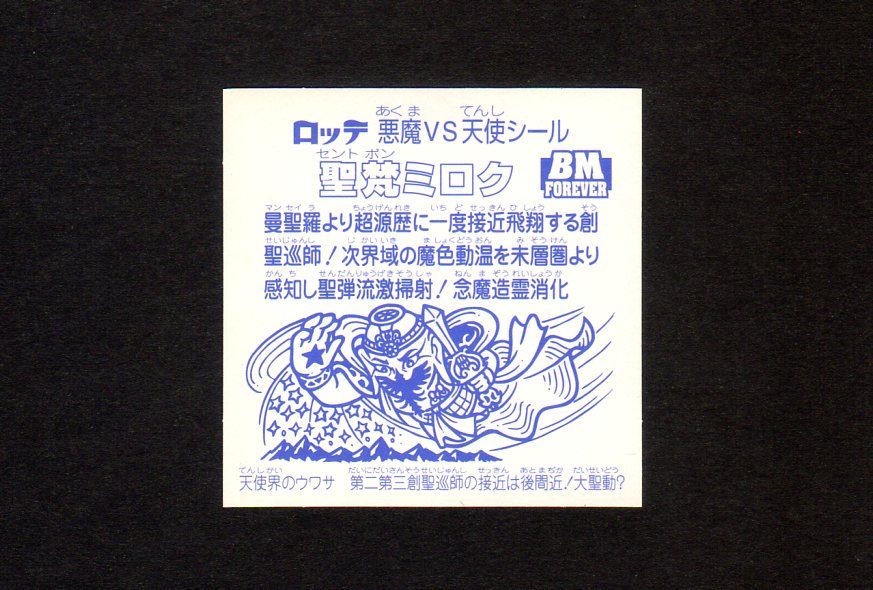 あくま てんし
ロッテ 悪魔VS天使シール
セント ボン
聖梵ミロク
BM
FOREVER
マンセイラ ちょうげんれき いちど せっきんひしょう そう
曼聖羅より超源歴に一度接近飛翔する創
せいじゅんし じかいいき ましょくどうおん みそうけん
聖巡師!次界域の魔色動温を未層圏より
かんち せんだんりゅうげきそうしゃ ねんまぞうれいしょうか
感知し聖弾流激掃射!念魔造霊消化
てんしかい だいにだいさんそうせいじゅんし せっきん あとまぢか だいせいどう
天使界のウワサ 第二第三創聖巡師の接近は後間近!大聖動?